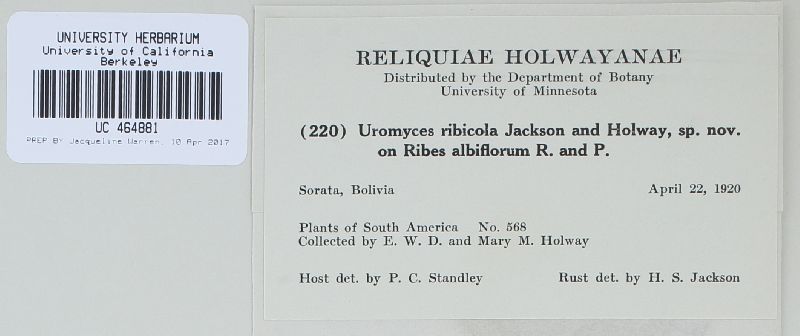 UNIVERSITY HERBARIUM
University of California
Berkeley
UC 464881
PREP BY Jacqueline Warren, 10 Apr 2017
RELIQUIAE HOLWAYANAE
Distributed by the Department of Botany
University of Minnesota
(220) Uromyces ribicola Jackson and Holway, sp. nov.
on Ribes albiflorum R. and P.
Sorata, Bolivia April 22, 1920
Plants of South America No. 568
Collected by E. W. D. and Mary M. Holway
Host det. by P. C. Standley Rust det. by H. S. Jackson